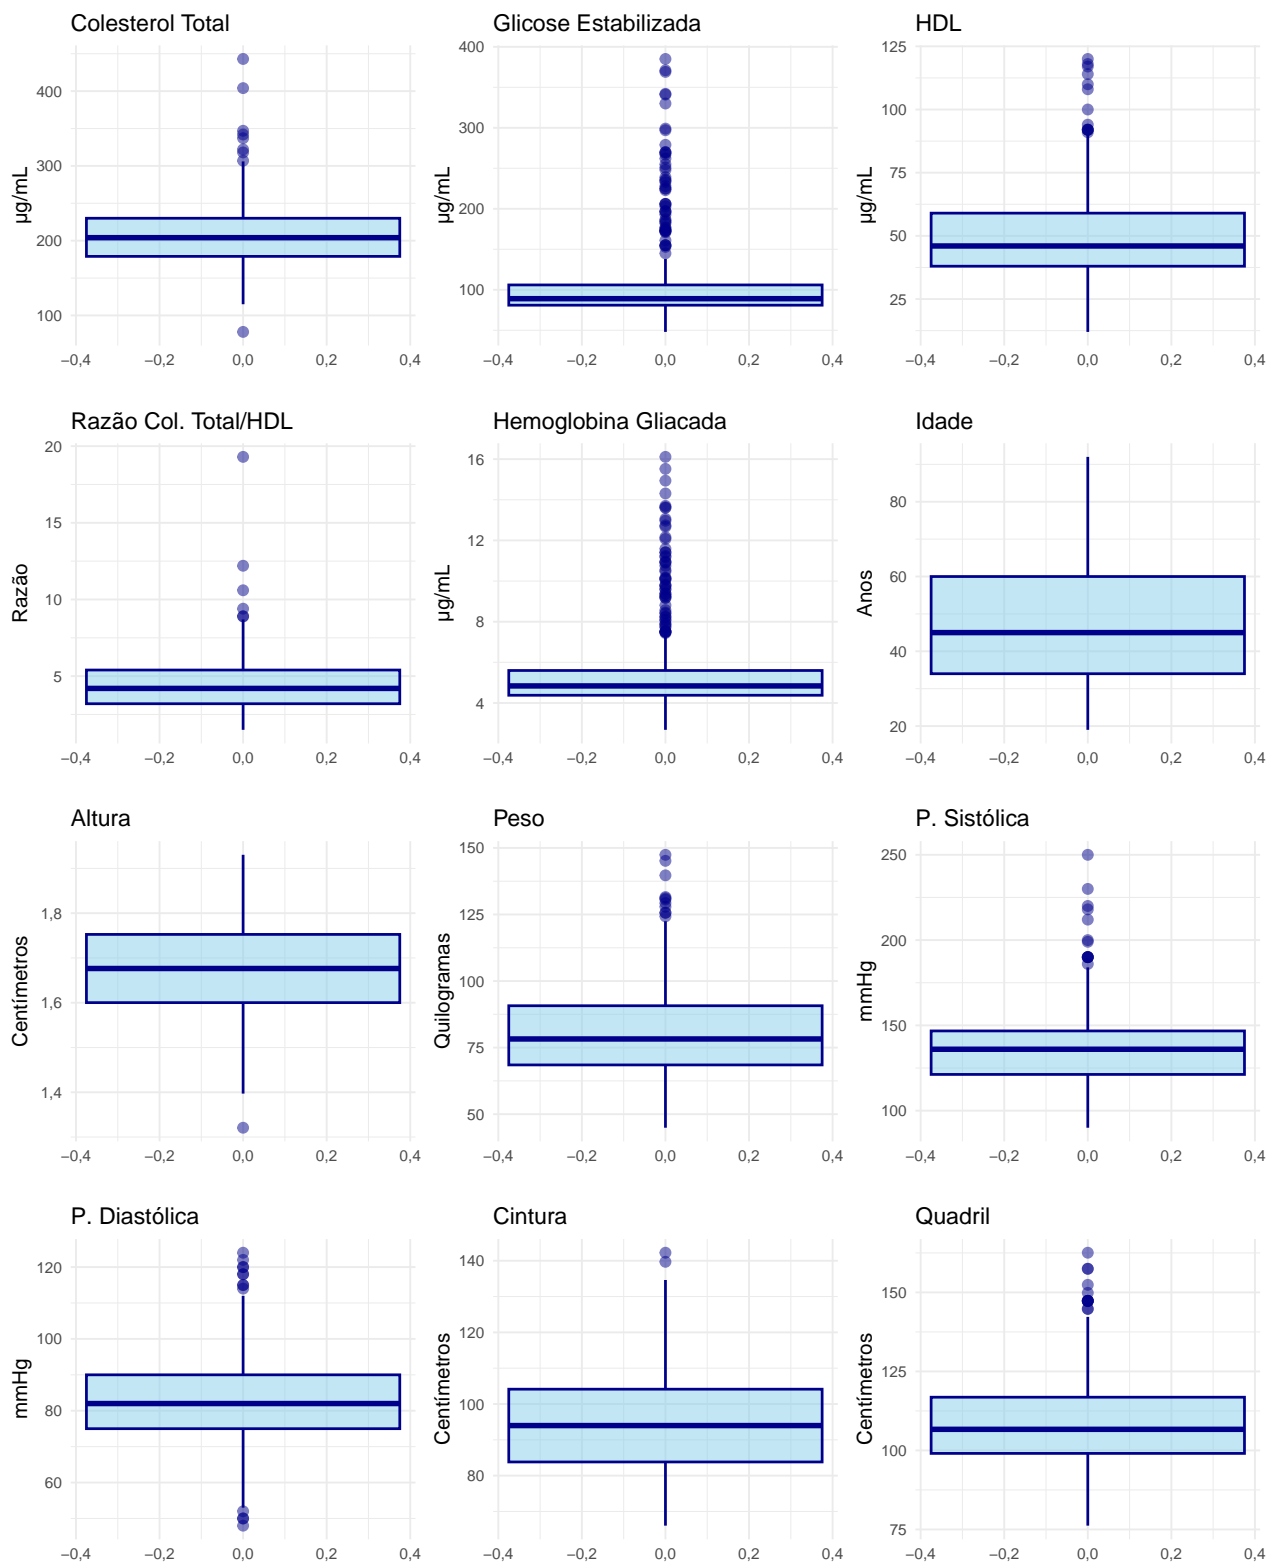 Colesterol Total
Glicose Estabilizada
HDL
µg/mL
400
300
200
100
−0,4 −0,2 0,0 0,2 0,4
µg/mL
400
300
200
100
−0,4 −0,2 0,0 0,2 0,4
µg/mL
125
100
75
50
25
−0,4 −0,2 0,0 0,2 0,4
Razão Col. Total/HDL
Hemoglobina Gliacada
Idade
Razão
20
15
10
5
−0,4 −0,2 0,0 0,2 0,4
µg/mL
16
12
8
4
−0,4 −0,2 0,0 0,2 0,4
Anos
80
60
40
20
−0,4 −0,2 0,0 0,2 0,4
Altura
Peso
P. Sistólica
Centímetros
1,8
1,6
1,4
−0,4 −0,2 0,0 0,2 0,4
Quilogramas
150
125
100
75
50
−0,4 −0,2 0,0 0,2 0,4
mmHg
250
200
150
100
−0,4 −0,2 0,0 0,2 0,4
P. Diastólica
Cintura
Quadril
mmHg
120
100
80
60
−0,4 −0,2 0,0 0,2 0,4
Centímetros
140
120
100
80
−0,4 −0,2 0,0 0,2 0,4
Centímetros
150
125
100
75
−0,4 −0,2 0,0 0,2 0,4